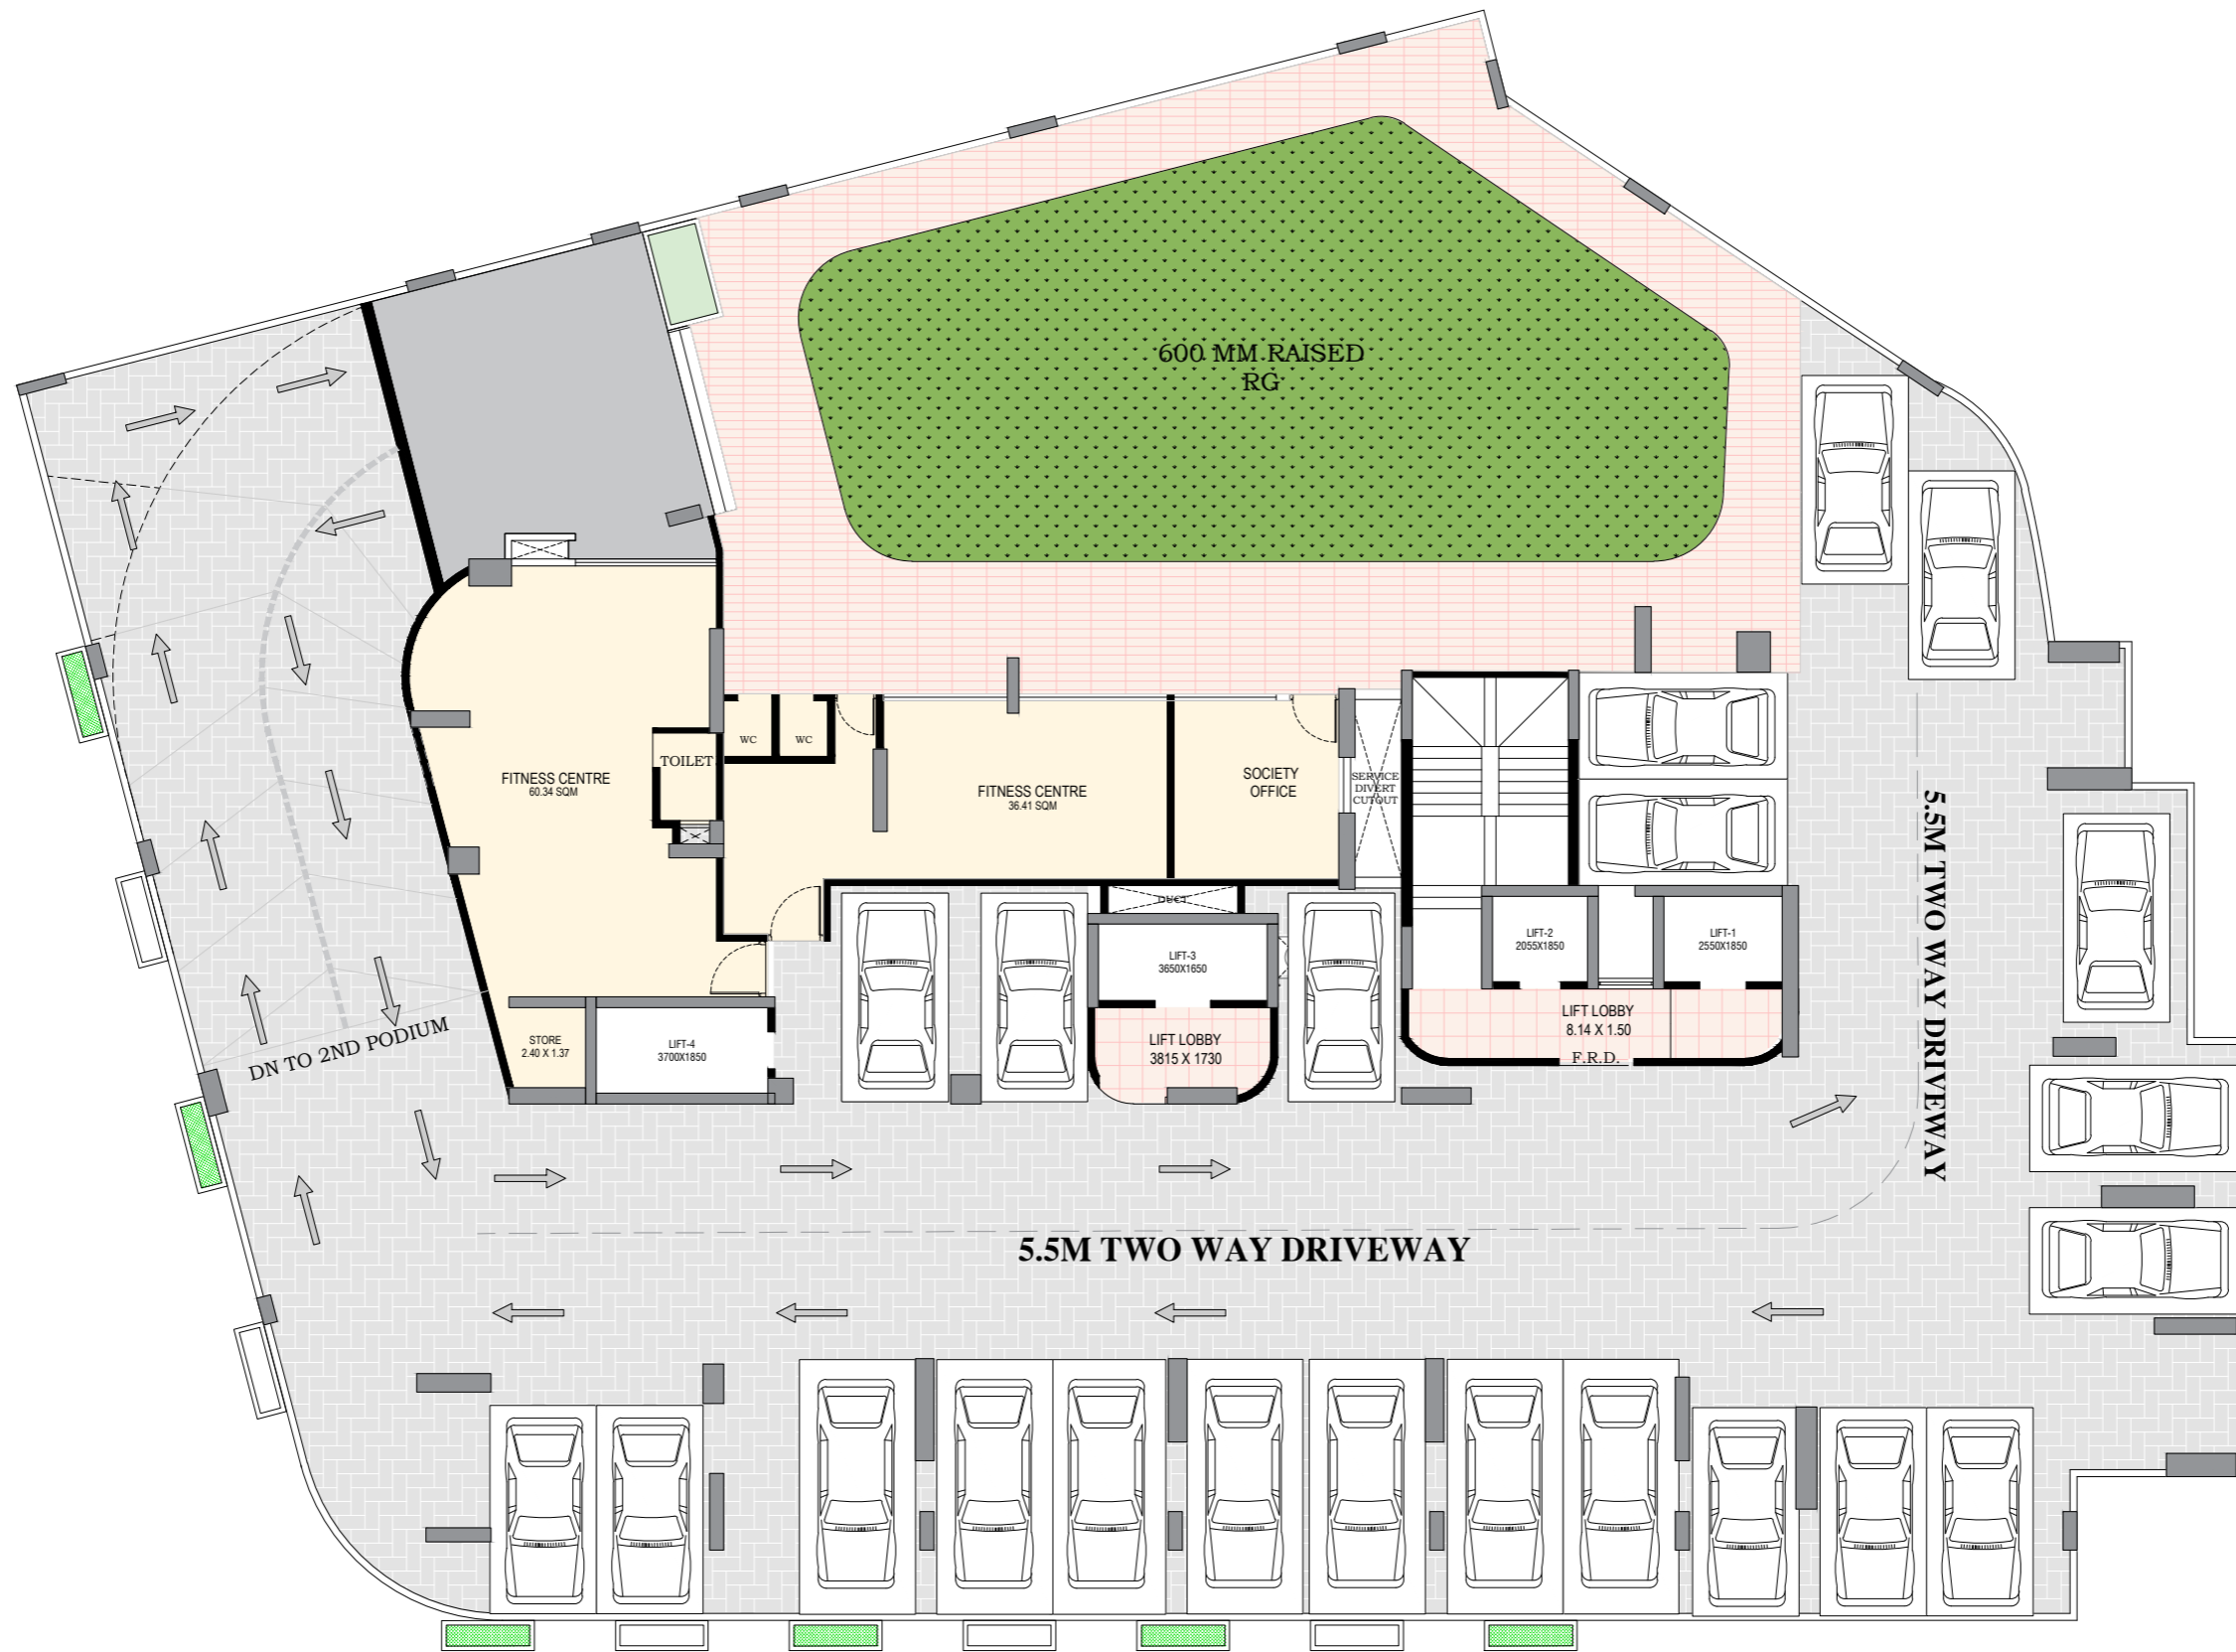 600 MM RAISED
RG
WC
WC
TOILET
FITNESS CENTRE
60.34 SQM
FITNESS CENTRE
36.41 SQM
SOCIETY
OFFICE
SERVICE
DIVERT
CUTOUT
5.5M TWO WAY DRIVEWAY
DUCT
LIFT-3
3650X1650
LIFT-2
2055X1850
LIFT-1
2550X1850
LIFT LOBBY
8.14 X 1.50
F.R.D.
LIFT LOBBY
3815 X 1730
STORE
2.40 X 1.37
LIFT-4
3700X1850
DN TO 2ND PODIUM
5.5M TWO WAY DRIVEWAY